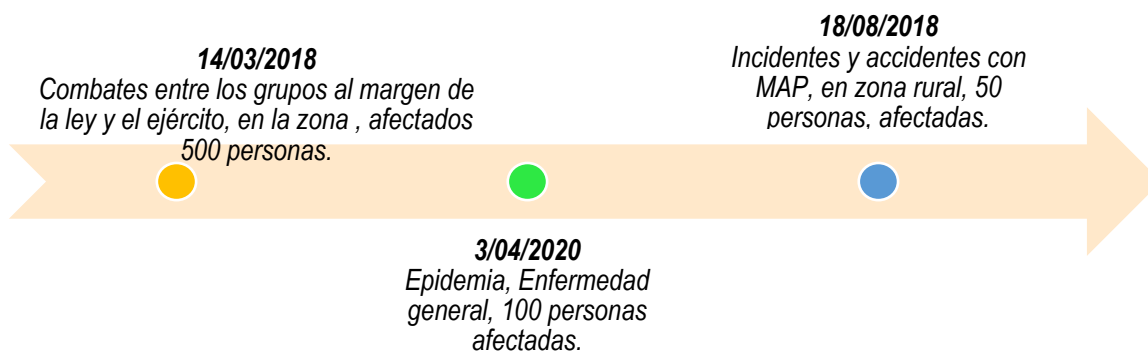 14/03/2018
Combates entre los grupos al margen de
la ley y el ejército, en la zona , afectados
500 personas.
3/04/2020
Epidemia, Enfermedad
general, 100 personas
afectadas.
18/08/2018
Incidentes y accidentes con
MAP, en zona rural, 50
personas, afectadas.